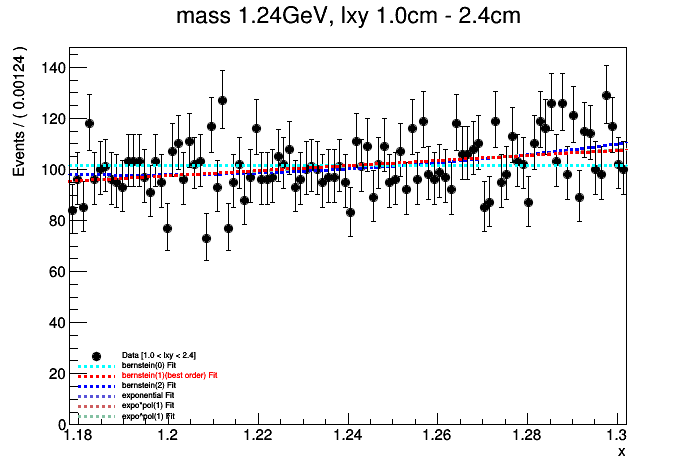 mass 1.24GeV, lxy 1.0cm - 2.4cm
Events / ( 0.00124 )
140
120
100
80
60
40
20
0
Data [1.0 < lxy < 2.4]
bernstein(0) Fit
bernstein(1)(best order) Fit
bernstein(2) Fit
exponential Fit
expo*pol(1) Fit
expo^pol(1) Fit
1.18 1.2 1.22 1.24 1.26 1.28 1.3
x